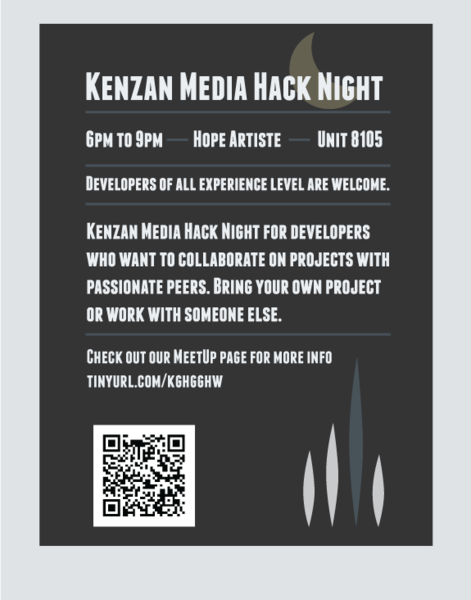 Kenzan Media Hack Night
6pm to 9pm — Hope Artiste — Unit 8105
Developers of all experience level are welcome.
Kenzan Media Hack Night for developers
who want to collaborate on projects with
passionate peers. Bring your own project
or work with someone else.
Check out our MeetUp page for more info
tinyurl.com/kghgghw